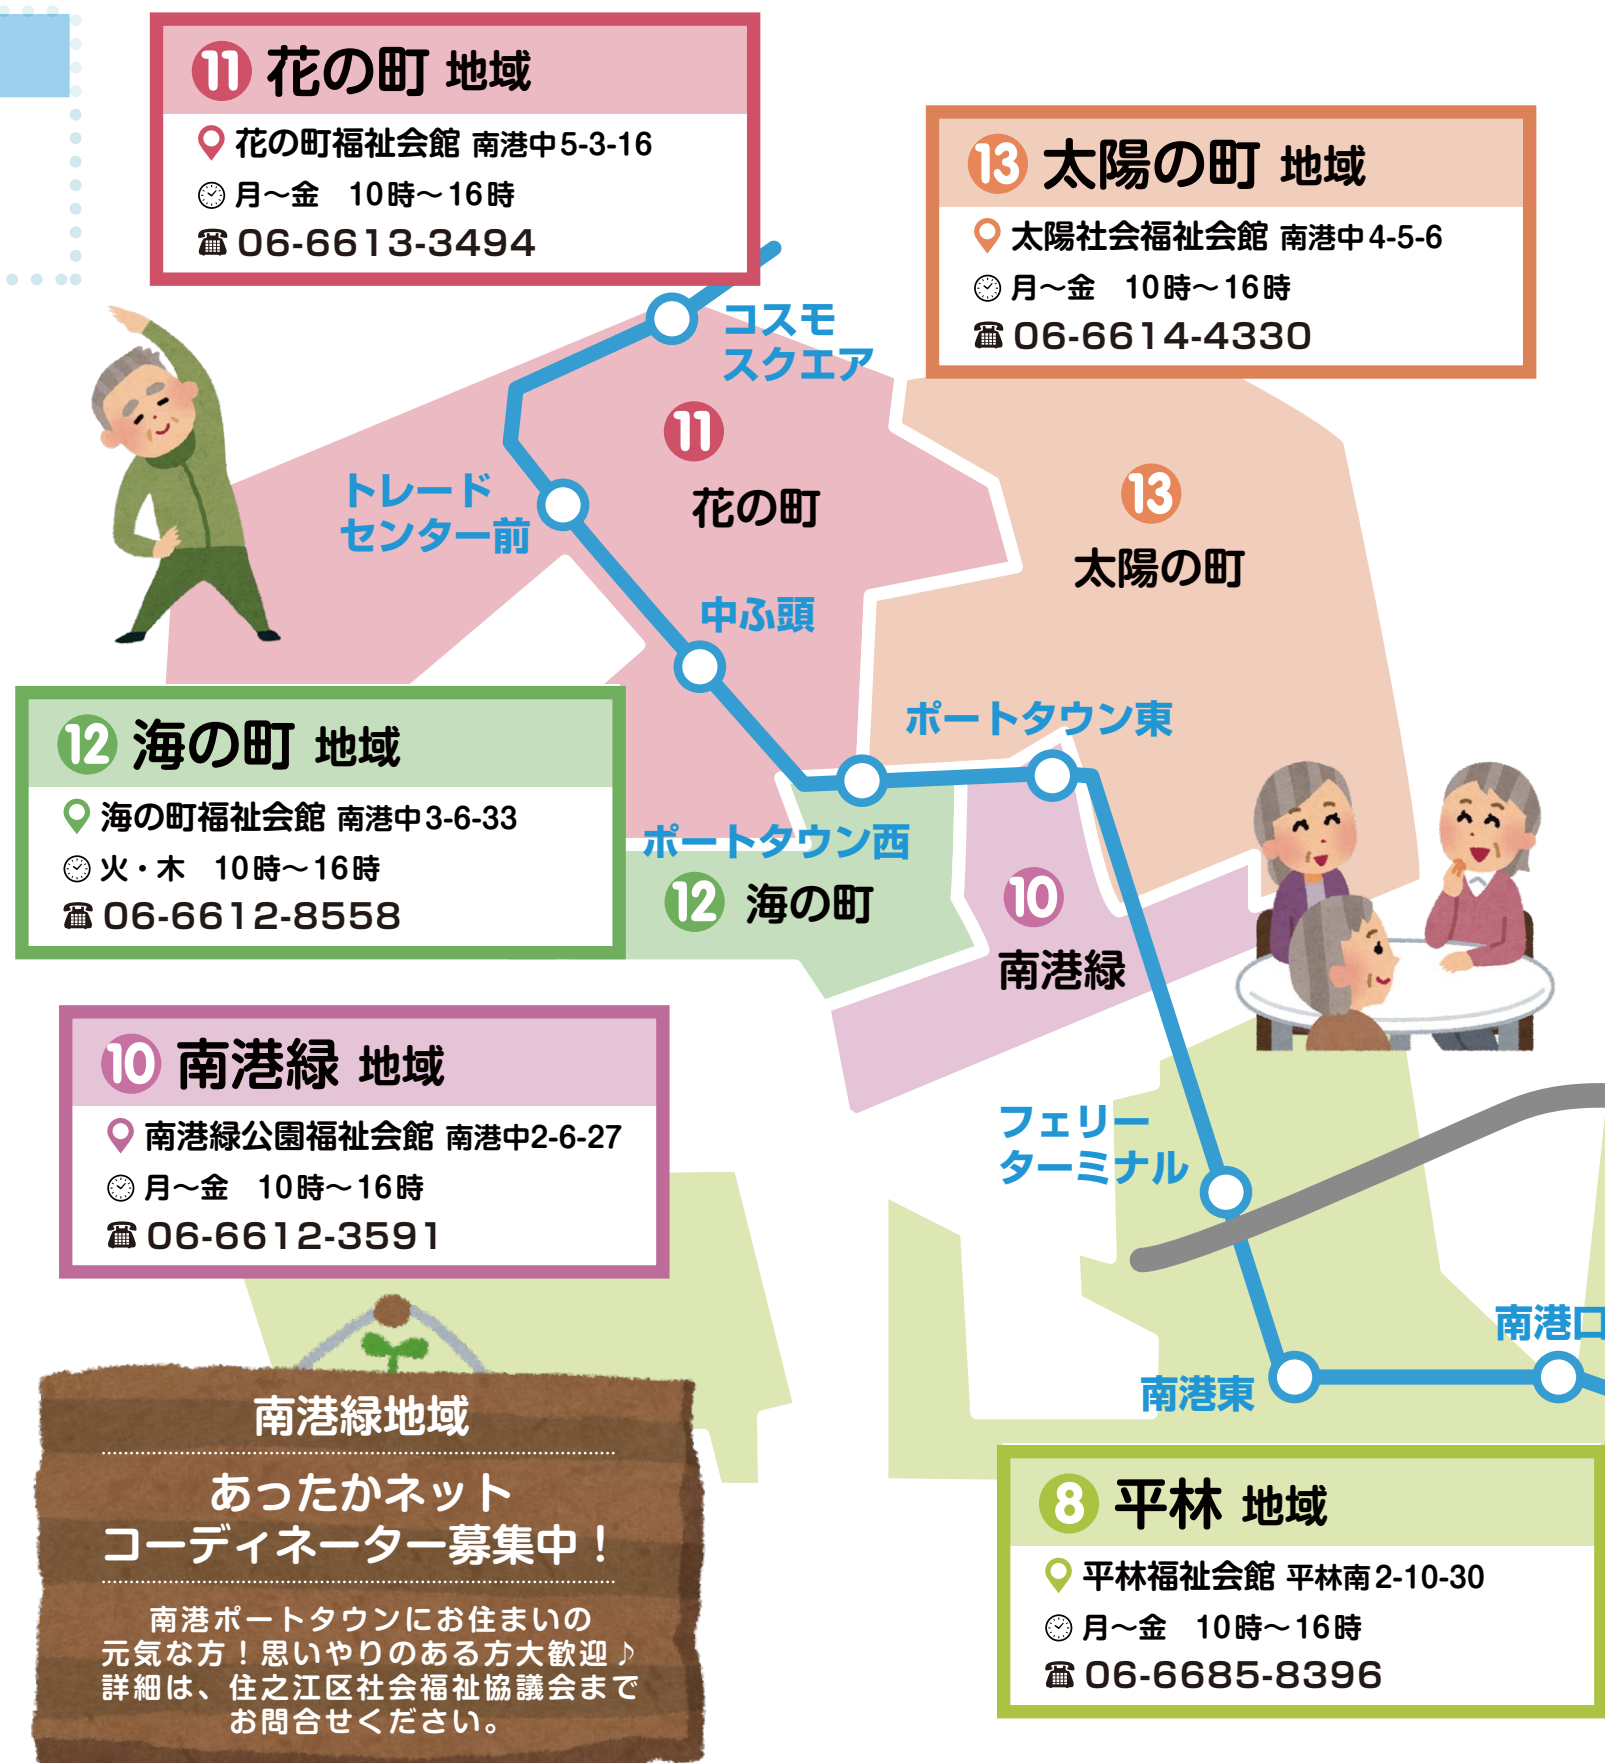 11 花の町 地域
花の町福祉会館 南港中5-3-16
月～金 10時～16時
06-6613-3494
13 太陽の町 地域
太陽社会福祉会館 南港中4-5-6
月～金 10時～16時
06-6614-4330
コスモ
スクエア
11
花の町
トレード
センター前
13
太陽の町
中ふ頭
ポートタウン東
12 海の町 地域
海の町福祉会館 南港中3-6-33
火・木 10時～16時
06-6612-8558
ポートタウン西
12 海の町
10
南港緑
10 南港緑 地域
南港緑公園福祉会館 南港中2-6-27
月～金 10時～16時
06-6612-3591
フェリー
ターミナル
南港口
南港東
南港緑地域
あったかネット
コーディネーター募集中！
南港ポートタウンにお住まいの
元気な方！思いやりのある方大歓迎♪
詳細は、住之江区社会福祉協議会まで
お問合せください。
8 平林 地域
平林福祉会館 平林南2-10-30
月～金 10時～16時
06-6685-8396